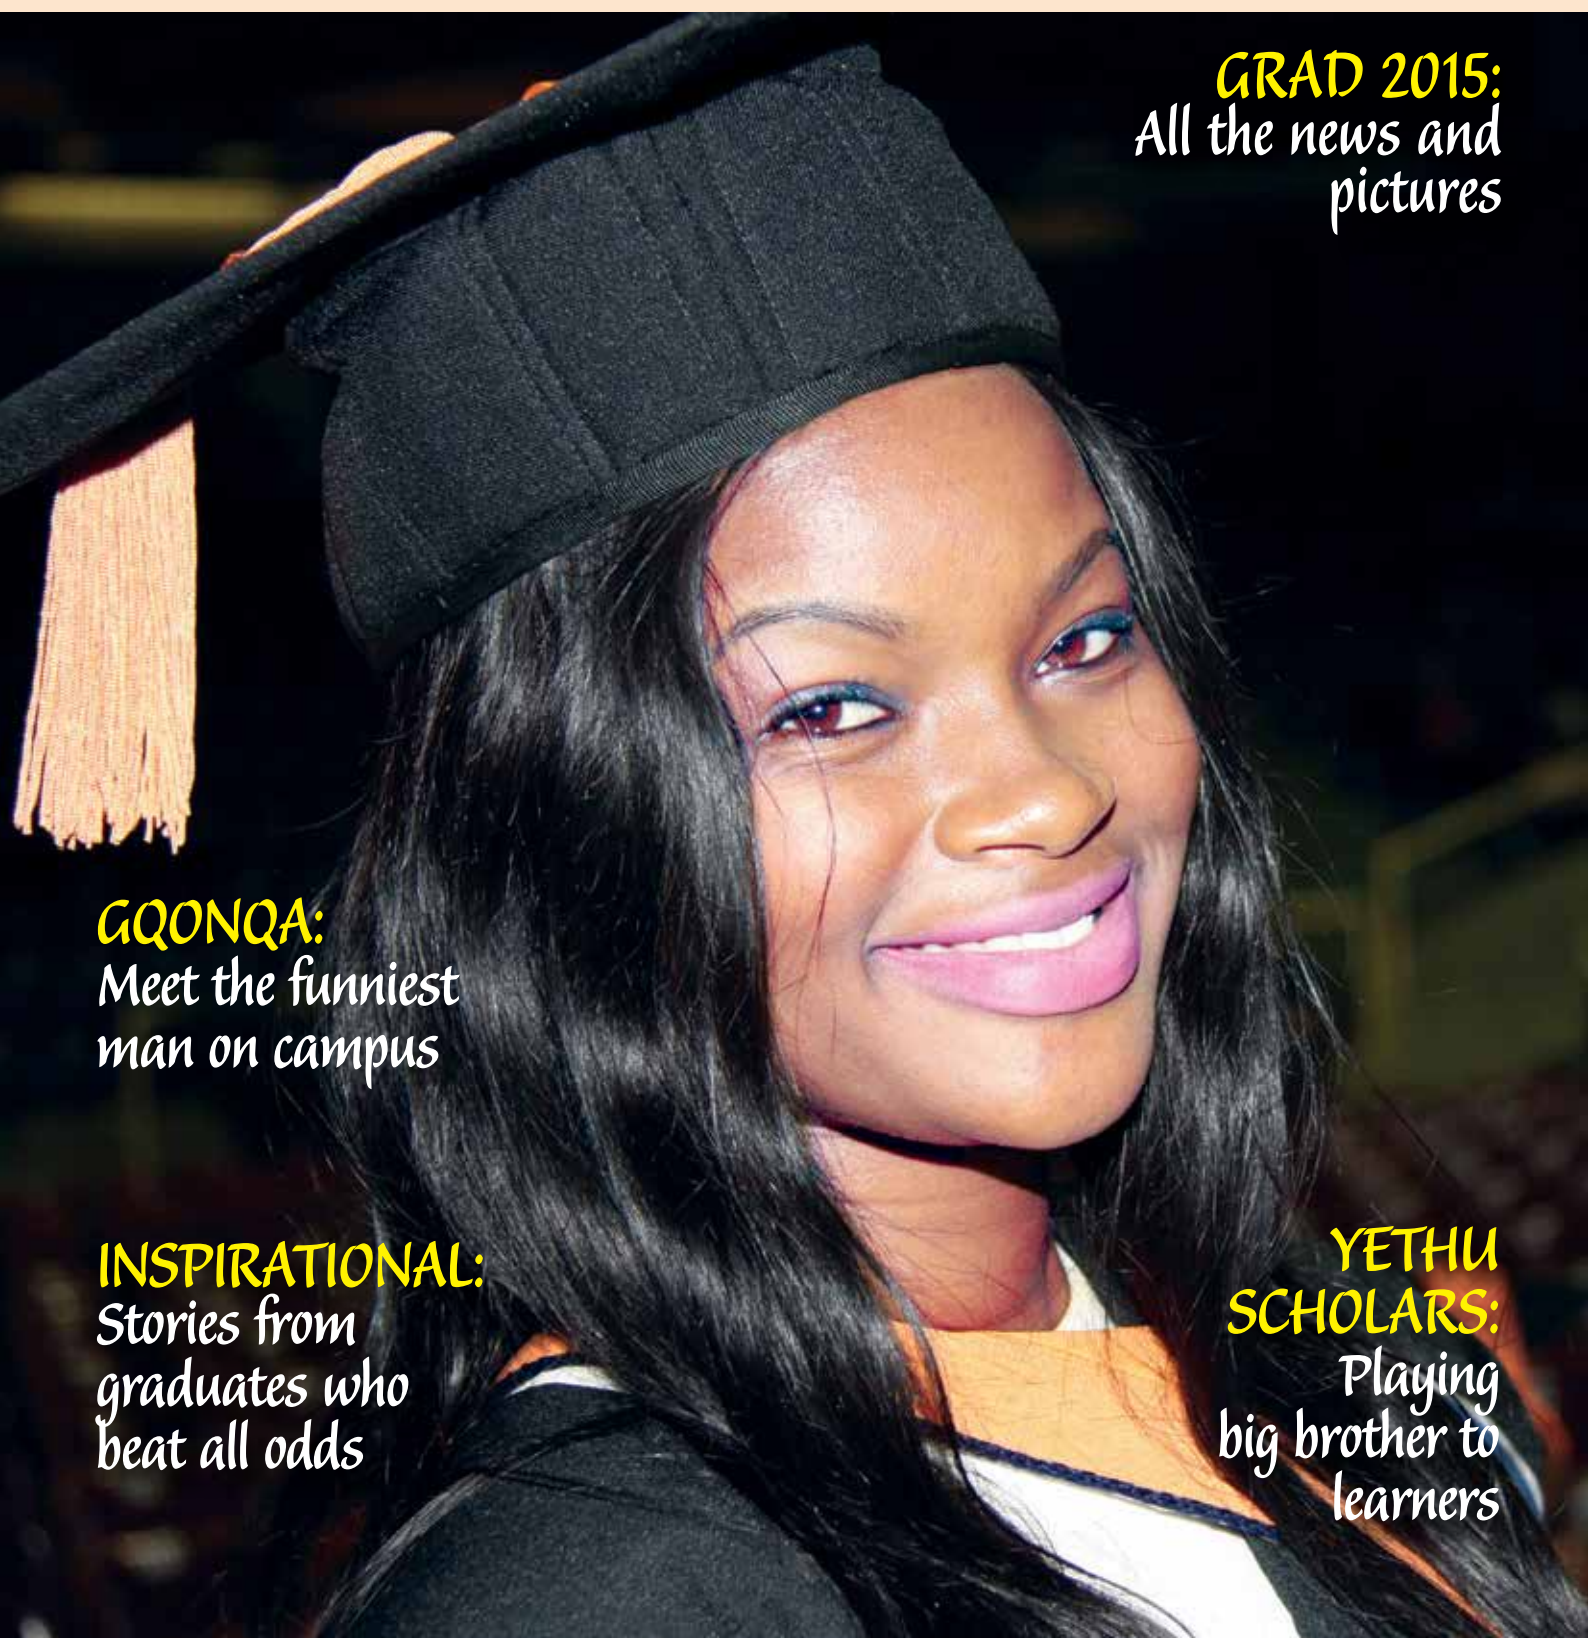 GRAD 2015:
All the news and
pictures
GQONQA:
Meet the funniest
man on campus
INSPIRATIONAL:
Stories from
graduates who
beat all odds
YETHU
SCHOLARS:
Playing
big brother to
learners